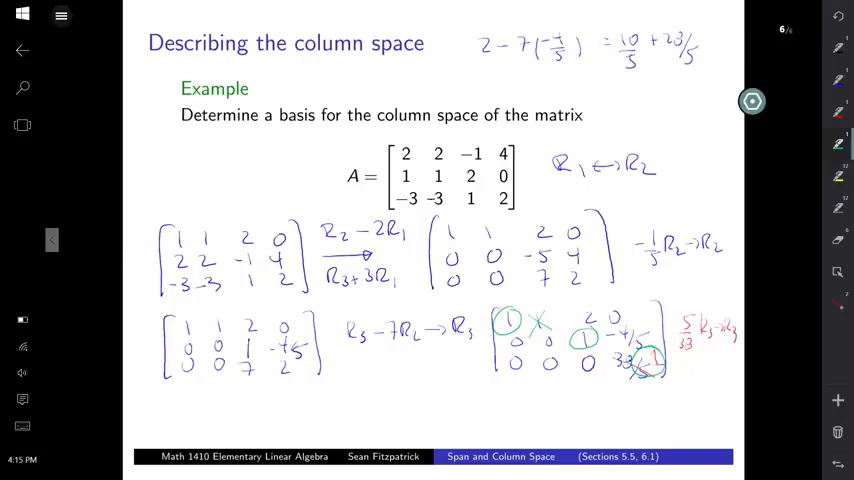 6/6
Describing the column space
2 − 7(−4/5) = 10/5 + 28/5
Example
Determine a basis for the column space of the matrix
A = [2 2 −1 4
1 1 2 0
−3 −3 1 2]
R1 ↔ R2
[1 1 2 0
2 2 −1 4
−3 −3 1 2]
R2 − 2R1
R3 + 3R1
[1 1 2 0
0 0 −5 4
0 0 7 2]
−1/5 R2 → R2
[1 1 2 0
0 0 1 −4/5
0 0 7 2]
R3 − 7R2 → R3
[1 1 2 0
0 0 1 −4/5
0 0 0 38/5 1]
5/38 R3 → R3
Math 1410 Elementary Linear Algebra Sean Fitzpatrick Span and Column Space (Sections 5.5, 6.1)
4:15 PM